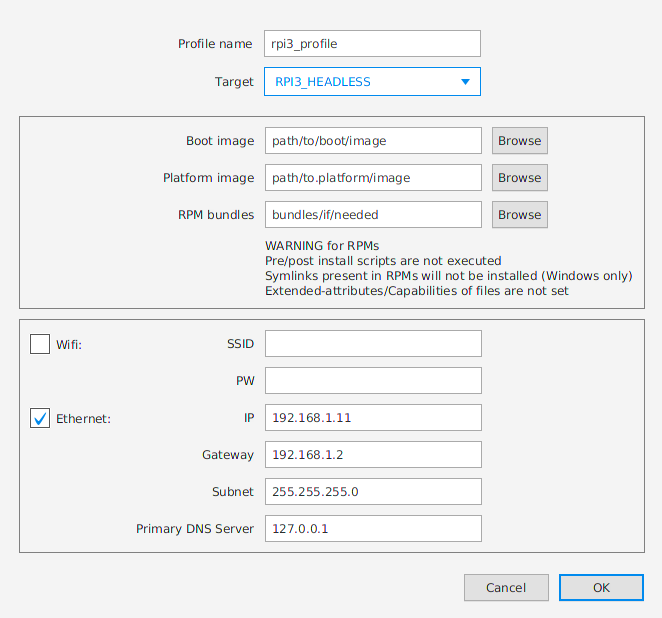 Profile name rpi3_profile
Target RPI3_HEADLESS
Boot image path/to/boot/image Browse
Platform image path/to.platform/image Browse
RPM bundles bundles/if/needed Browse
WARNING for RPMs
Pre/post install scripts are not executed
Symlinks present in RPMs will not be installed (Windows only)
Extended-attributes/Capabilities of files are not set
Wifi: SSID
PW
Ethernet: IP 192.168.1.11
Gateway 192.168.1.2
Subnet 255.255.255.0
Primary DNS Server 127.0.0.1
Cancel OK